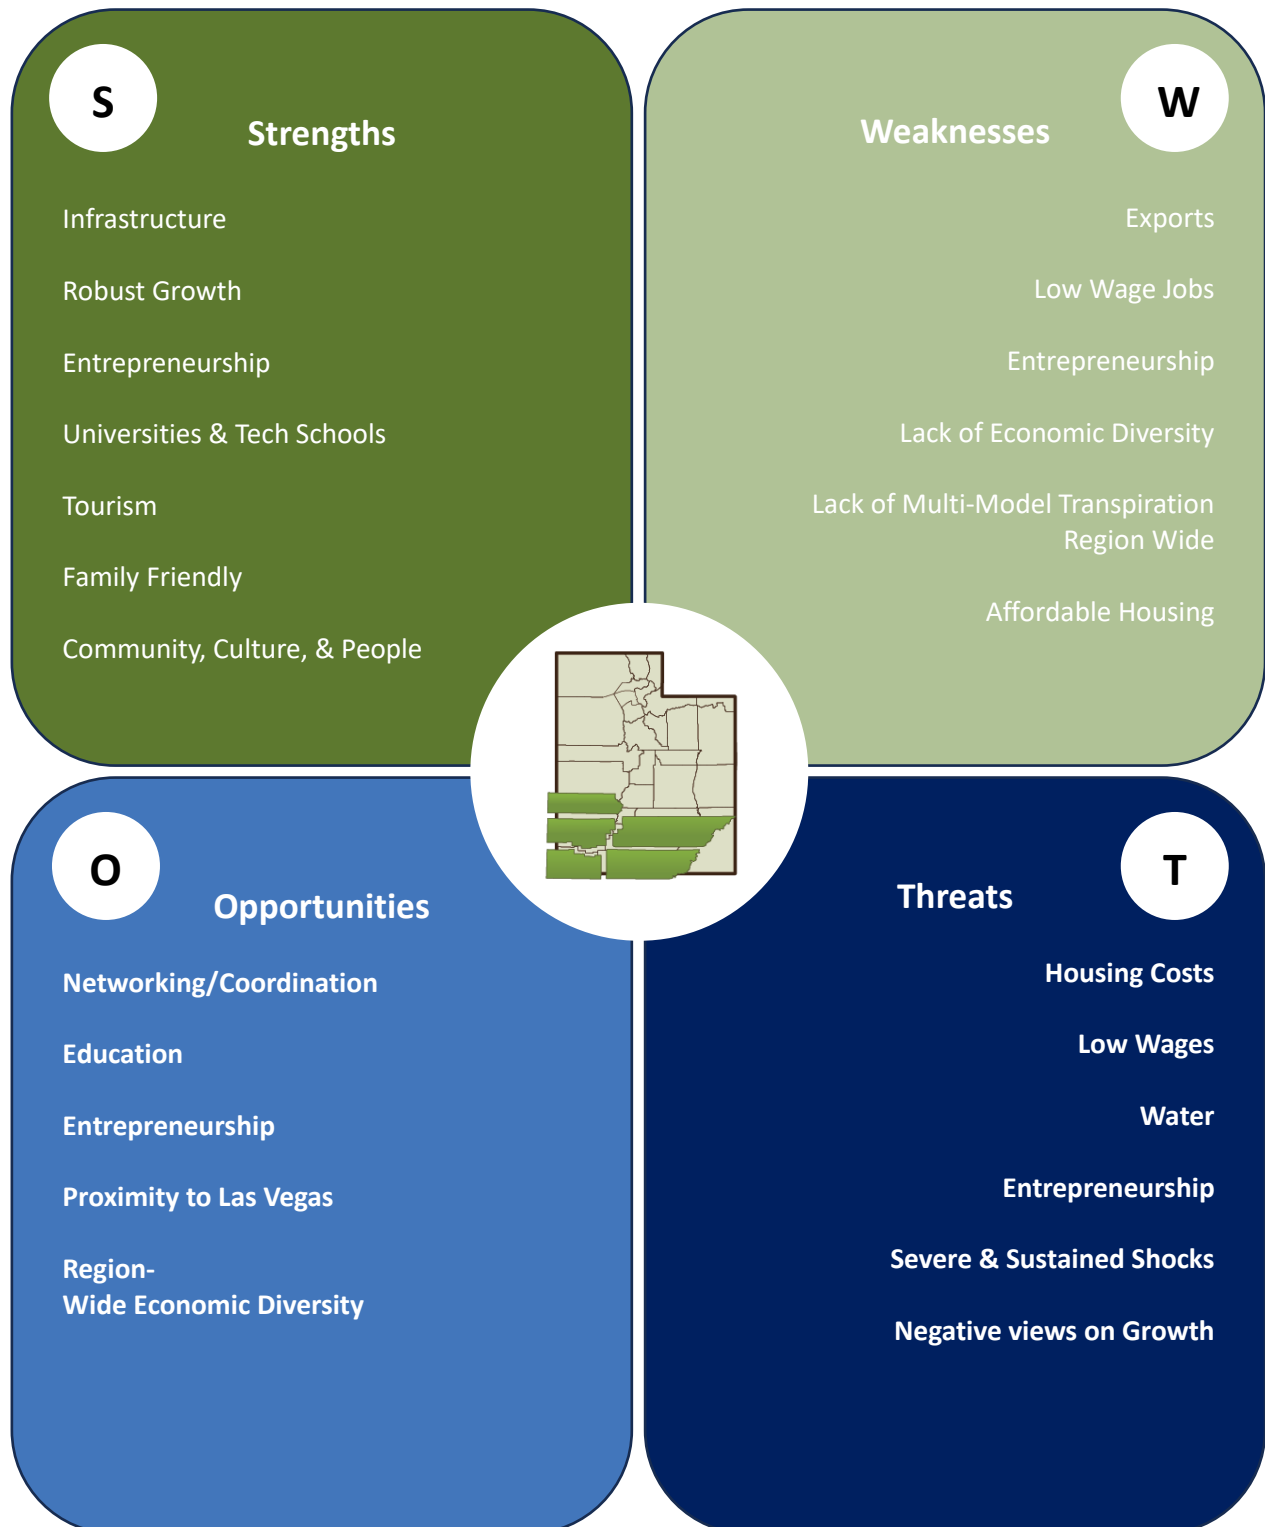 S
Strengths
Infrastructure
Robust Growth
Entrepreneurship
Universities & Tech Schools
Tourism
Family Friendly
Community, Culture, & People
W
Weaknesses
Exports
Low Wage Jobs
Entrepreneurship
Lack of Economic Diversity
Lack of Multi-Model Transpiration
Region Wide
Affordable Housing
O
Opportunities
Networking/Coordination
Education
Entrepreneurship
Proximity to Las Vegas
Region-
Wide Economic Diversity
T
Threats
Housing Costs
Low Wages
Water
Entrepreneurship
Severe & Sustained Shocks
Negative views on Growth